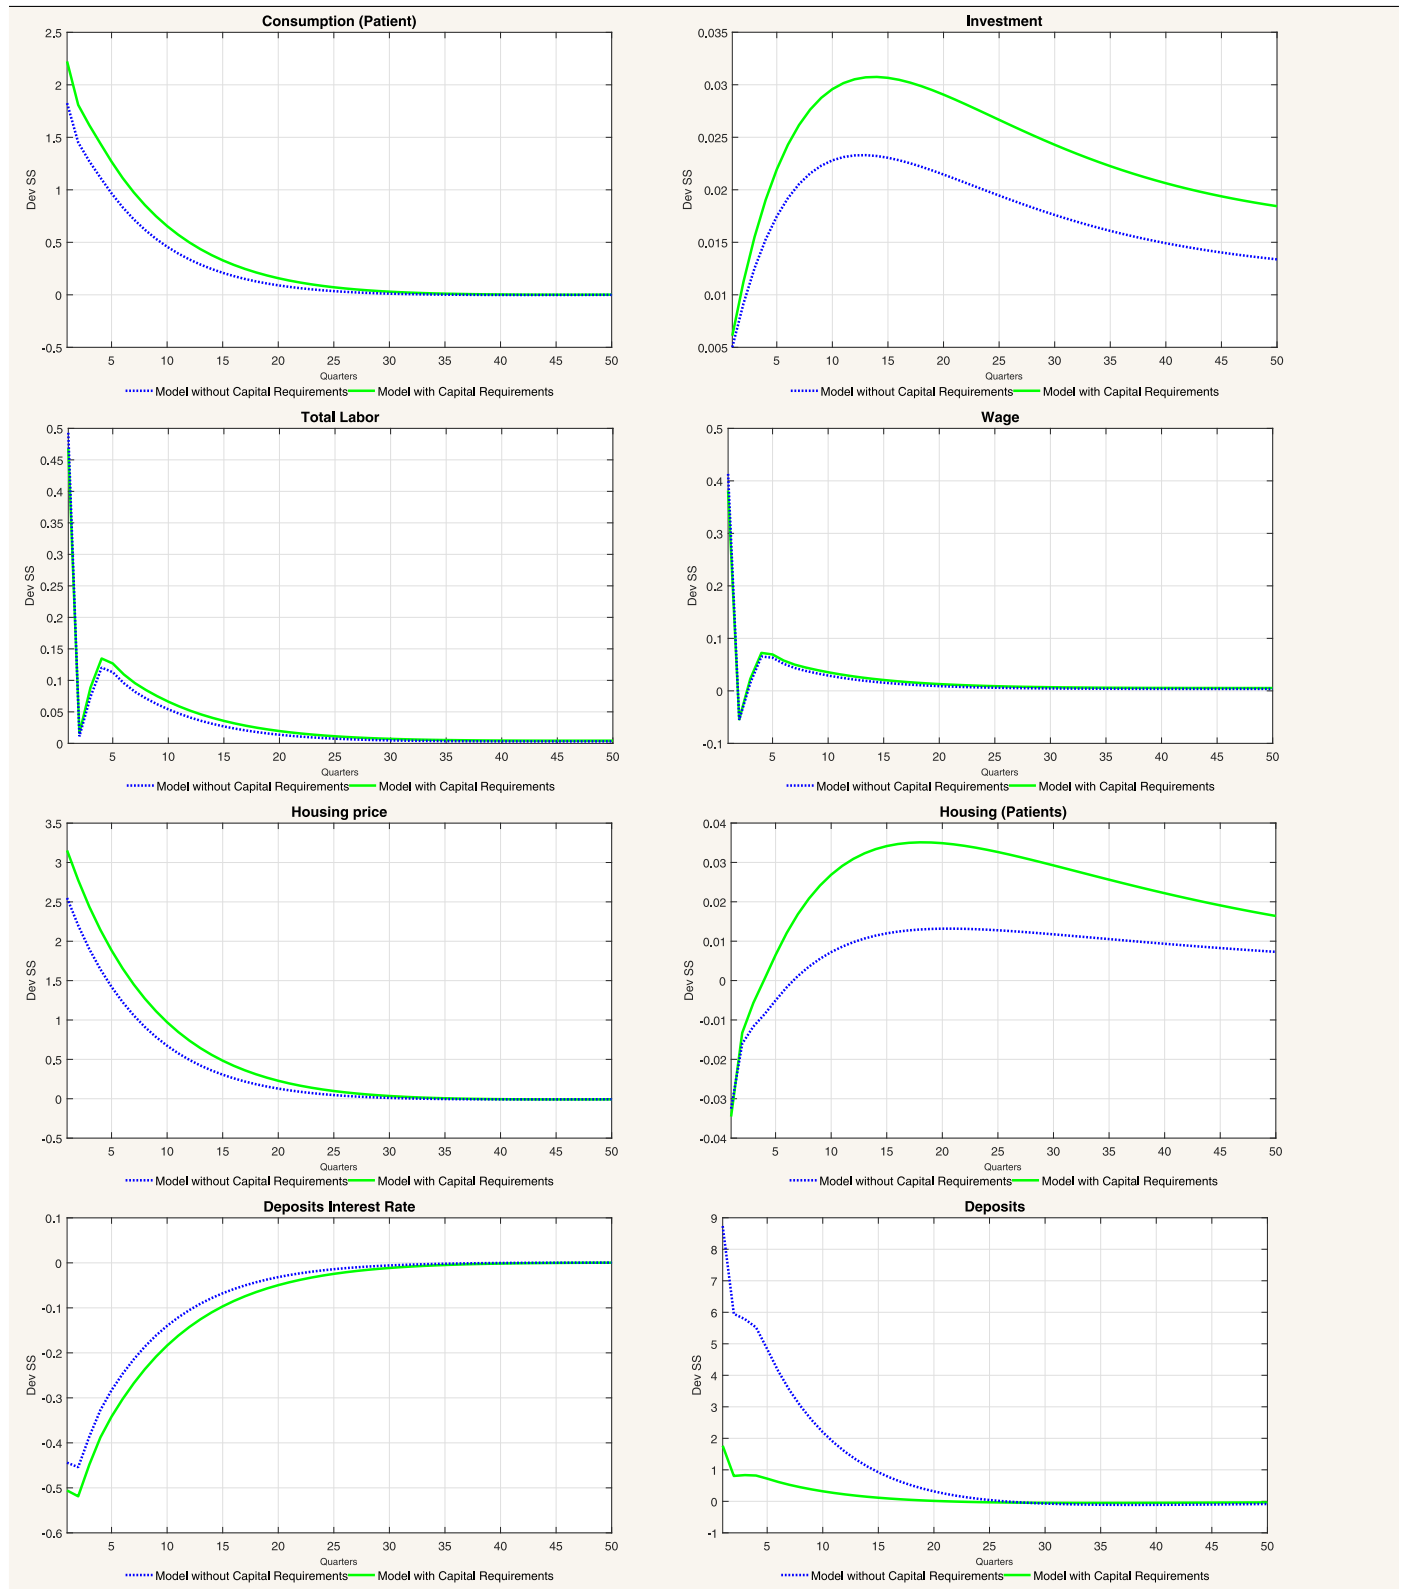 Consumption (Patient)
2.5
2
1.5
1
0.5
0
-0.5
Dev SS
5 10 15 20 25 30 35 40 45 50
Quarters
Model without Capital Requirements Model with Capital Requirements
Investment
0.035
0.03
0.025
0.02
0.015
0.01
0.005
Dev SS
5 10 15 20 25 30 35 40 45 50
Quarters
Model without Capital Requirements Model with Capital Requirements
Total Labor
0.5
0.45
0.4
0.35
0.3
0.25
0.2
0.15
0.1
0.05
0
Dev SS
5 10 15 20 25 30 35 40 45 50
Quarters
Model without Capital Requirements Model with Capital Requirements
Wage
0.5
0.4
0.3
0.2
0.1
0
-0.1
Dev SS
5 10 15 20 25 30 35 40 45 50
Quarters
Model without Capital Requirements Model with Capital Requirements
Housing price
3.5
3
2.5
2
1.5
1
0.5
0
-0.5
Dev SS
5 10 15 20 25 30 35 40 45 50
Quarters
Model without Capital Requirements Model with Capital Requirements
Housing (Patients)
0.04
0.03
0.02
0.01
0
-0.01
-0.02
-0.03
-0.04
Dev SS
5 10 15 20 25 30 35 40 45 50
Quarters
Model without Capital Requirements Model with Capital Requirements
Deposits Interest Rate
0.1
0
-0.1
-0.2
-0.3
-0.4
-0.5
-0.6
Dev SS
5 10 15 20 25 30 35 40 45 50
Quarters
Model without Capital Requirements Model with Capital Requirements
Deposits
9
8
7
6
5
4
3
2
1
0
-1
Dev SS
5 10 15 20 25 30 35 40 45 50
Quarters
Model without Capital Requirements Model with Capital Requirements